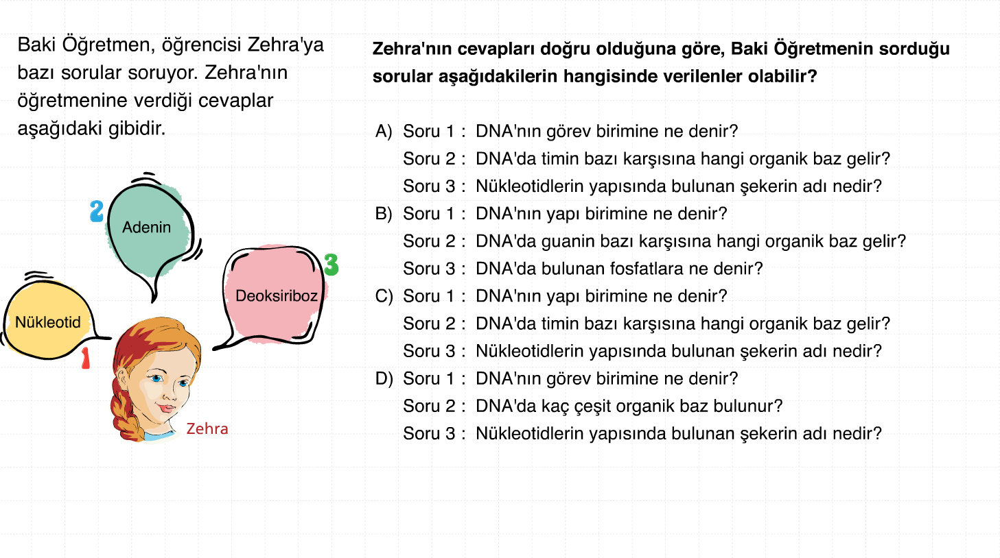 Baki Öğretmen, öğrencisi Zehra'ya
bazı sorular soruyor. Zehra'nın
öğretmenine verdiği cevaplar
aşağıdaki gibidir.
2
Adenin
3
Deoksiriboz
Nükleotid
1
Zehra
Zehra'nın cevapları doğru olduğuna göre, Baki Öğretmenin sorduğu
sorular aşağıdakilerin hangisinde verilenler olabilir?
A) Soru 1 : DNA'nın görev birimine ne denir?
Soru 2 : DNA'da timin bazı karşısına hangi organik baz gelir?
Soru 3 : Nükleotidlerin yapısında bulunan şekerin adı nedir?
B) Soru 1 : DNA'nın yapı birimine ne denir?
Soru 2 : DNA'da guanin bazı karşısına hangi organik baz gelir?
Soru 3 : DNA'da bulunan fosfatlara ne denir?
C) Soru 1 : DNA'nın yapı birimine ne denir?
Soru 2 : DNA'da timin bazı karşısına hangi organik baz gelir?
Soru 3 : Nükleotidlerin yapısında bulunan şekerin adı nedir?
D) Soru 1 : DNA'nın görev birimine ne denir?
Soru 2 : DNA'da kaç çeşit organik baz bulunur?
Soru 3 : Nükleotidlerin yapısında bulunan şekerin adı nedir?